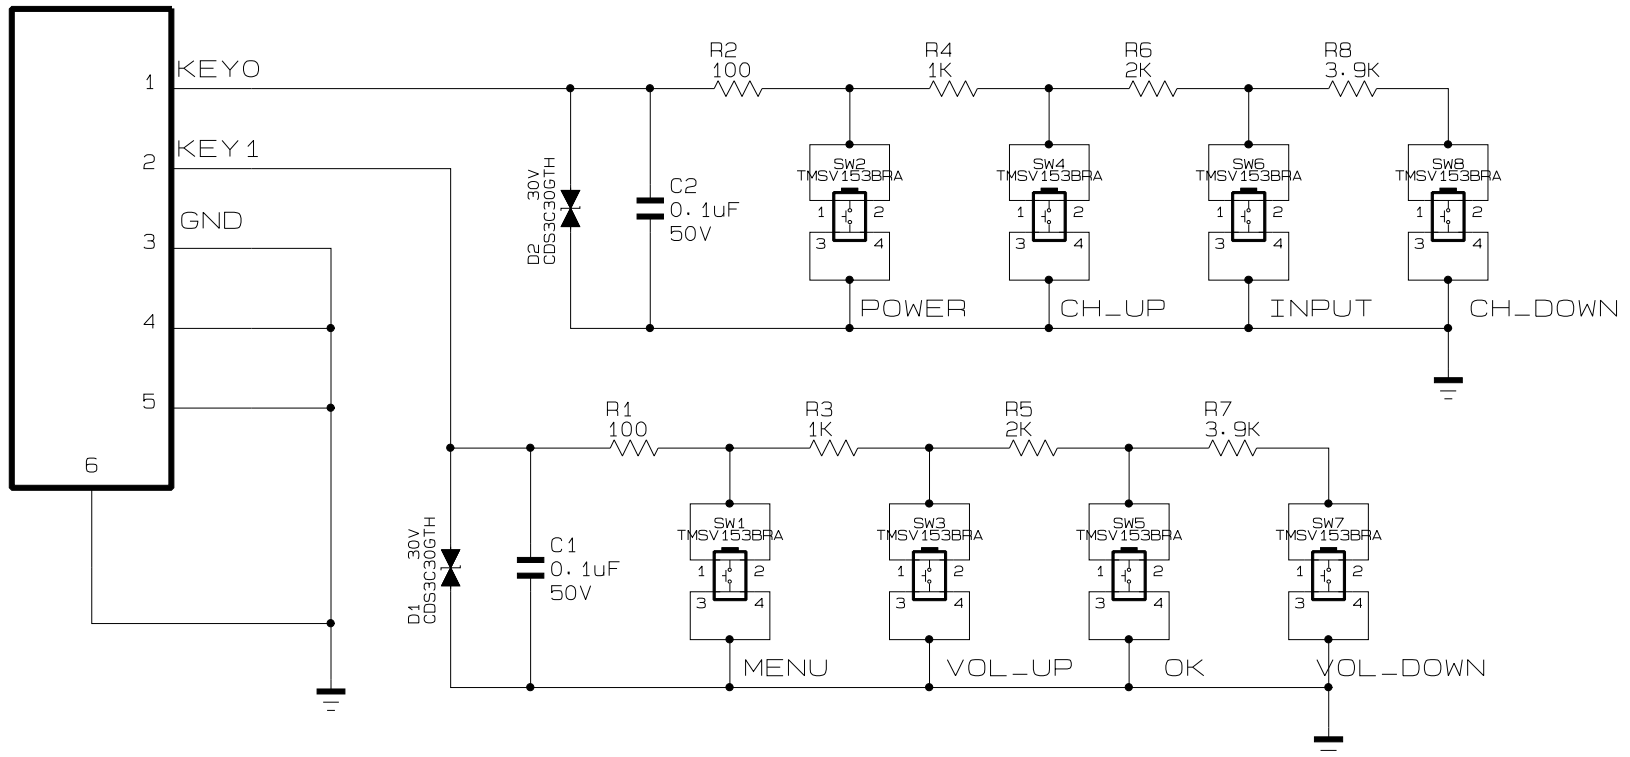 1 KEY0
2 KEY1
GND
3
4
5
6
R2
100
R4
1K
R6
2K
R8
3.9K
D2 CDS3C30GTH
30V
C2
0.1uF
50V
SW2
TMSV153BRA
1 2
3 4
POWER
SW4
TMSV153BRA
1 2
3 4
CH_UP
SW6
TMSV153BRA
1 2
3 4
INPUT
SW8
TMSV153BRA
1 2
3 4
CH_DOWN
R1
100
R3
1K
R5
2K
R7
3.9K
D1 CDS3C30GTH
30V
C1
0.1uF
50V
SW1
TMSV153BRA
1 2
3 4
MENU
SW3
TMSV153BRA
1 2
3 4
VOL_UP
SW5
TMSV153BRA
1 2
3 4
OK
SW7
TMSV153BRA
1 2
3 4
VOL_DOWN